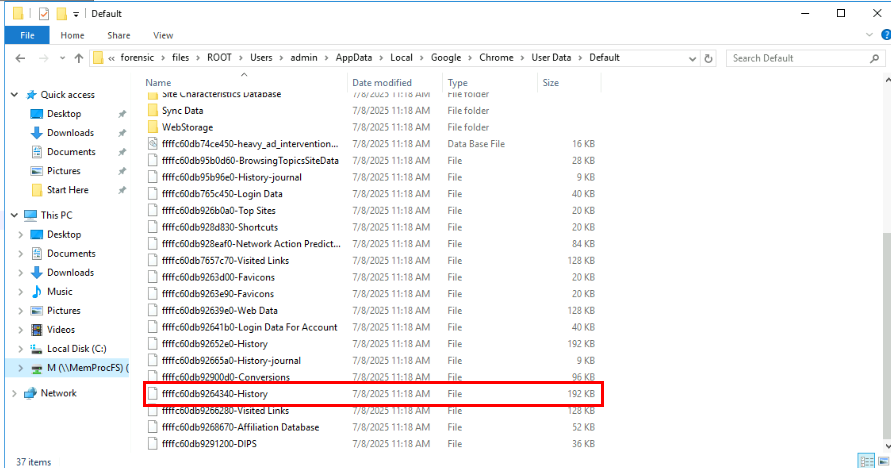 Default
File Home Share View
« forensic › files › ROOT › Users › admin › AppData › Local › Google › Chrome › User Data › Default
Search Default
Quick access
Desktop
Downloads
Documents
Pictures
Start Here
This PC
Desktop
Documents
Downloads
Music
Pictures
Videos
Local Disk (C:)
M (\\MemProcFS) (
Network
Name Date modified Type Size
Site Characteristics Database 7/8/2025 11:18 AM File folder
Sync Data 7/8/2025 11:18 AM File folder
WebStorage 7/8/2025 11:18 AM File folder
ffffc60db74ce450-heavy_ad_intervention... 7/8/2025 11:18 AM Data Base File 16 KB
ffffc60db95b0d60-BrowsingTopicsSiteData 7/8/2025 11:18 AM File 28 KB
ffffc60db95b96e0-History-journal 7/8/2025 11:18 AM File 9 KB
ffffc60db765c450-Login Data 7/8/2025 11:18 AM File 40 KB
ffffc60db926b0a0-Top Sites 7/8/2025 11:18 AM File 20 KB
ffffc60db928d830-Shortcuts 7/8/2025 11:18 AM File 20 KB
ffffc60db928eaf0-Network Action Predict... 7/8/2025 11:18 AM File 84 KB
ffffc60db7657c70-Visited Links 7/8/2025 11:18 AM File 128 KB
ffffc60db9263d00-Favicons 7/8/2025 11:18 AM File 20 KB
ffffc60db9263e90-Favicons 7/8/2025 11:18 AM File 20 KB
ffffc60db92639e0-Web Data 7/8/2025 11:18 AM File 128 KB
ffffc60db92641b0-Login Data For Account 7/8/2025 11:18 AM File 40 KB
ffffc60db92652e0-History 7/8/2025 11:18 AM File 192 KB
ffffc60db92665a0-History-journal 7/8/2025 11:18 AM File 9 KB
ffffc60db92900d0-Conversions 7/8/2025 11:18 AM File 96 KB
ffffc60db9264340-History 7/8/2025 11:18 AM File 192 KB
ffffc60db9266280-Visited Links 7/8/2025 11:18 AM File 128 KB
ffffc60db9268670-Affiliation Database 7/8/2025 11:18 AM File 52 KB
ffffc60db9291200-DIPS 7/8/2025 11:18 AM File 36 KB
37 items